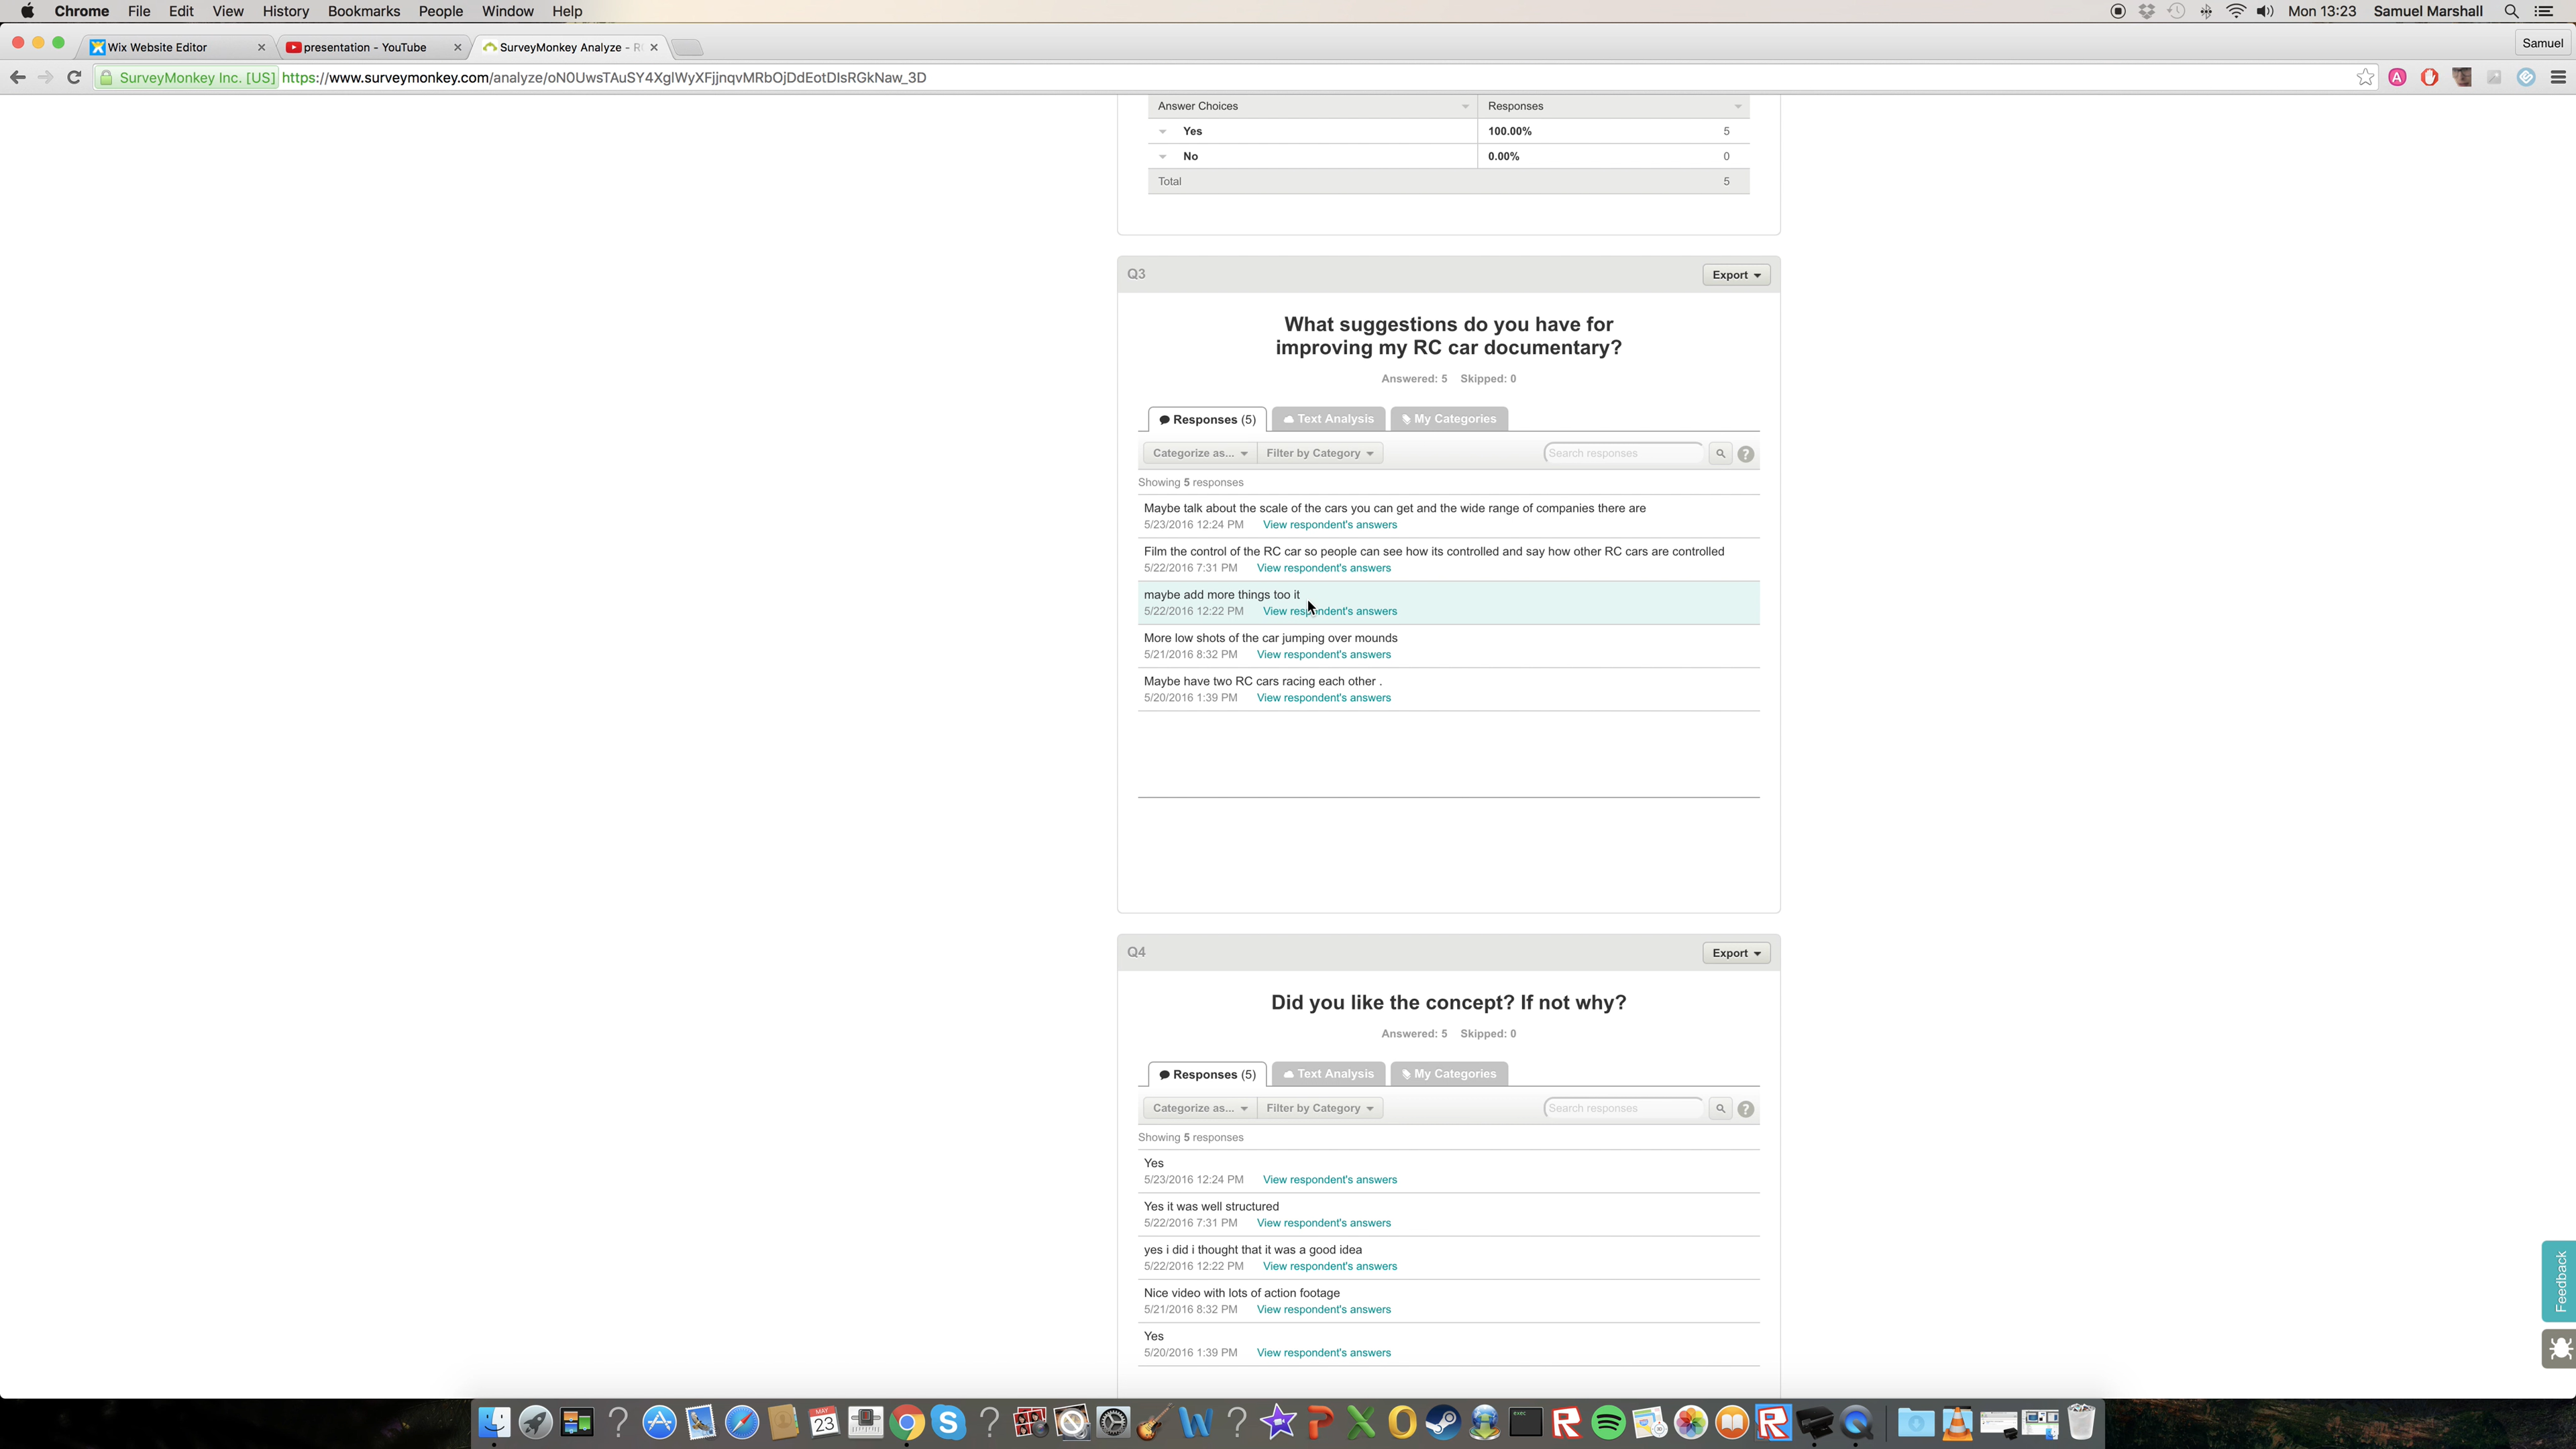 Chrome File Edit View History Bookmarks People Window Help Mon 13:23 Samuel Marshall
Wix Website Editor presentation - YouTube SurveyMonkey Analyze - R Samuel
SurveyMonkey Inc. [US] https://www.surveymonkey.com/analyze/oN0UwsTAuSY4XglWyXFjjnqvMRbOjDdEotDIsRGkNaw_3D
Answer Choices Responses
Yes 100.00% 5
No 0.00% 0
Total 5
Q3 Export
What suggestions do you have for
improving my RC car documentary?
Answered: 5 Skipped: 0
Responses (5) Text Analysis My Categories
Categorize as... Filter by Category Search responses ?
Showing 5 responses
Maybe talk about the scale of the cars you can get and the wide range of companies there are
5/23/2016 12:24 PM View respondent's answers
Film the control of the RC car so people can see how its controlled and say how other RC cars are controlled
5/22/2016 7:31 PM View respondent's answers
maybe add more things too it
5/22/2016 12:22 PM View respondent's answers
More low shots of the car jumping over mounds
5/21/2016 8:32 PM View respondent's answers
Maybe have two RC cars racing each other .
5/20/2016 1:39 PM View respondent's answers
Q4 Export
Did you like the concept? If not why?
Answered: 5 Skipped: 0
Responses (5) Text Analysis My Categories
Categorize as... Filter by Category Search responses ?
Showing 5 responses
Yes
5/23/2016 12:24 PM View respondent's answers
Yes it was well structured
5/22/2016 7:31 PM View respondent's answers
yes i did i thought that it was a good idea
5/22/2016 12:22 PM View respondent's answers
Nice video with lots of action footage
5/21/2016 8:32 PM View respondent's answers
Yes
5/20/2016 1:39 PM View respondent's answers
Feedback
MAY
23